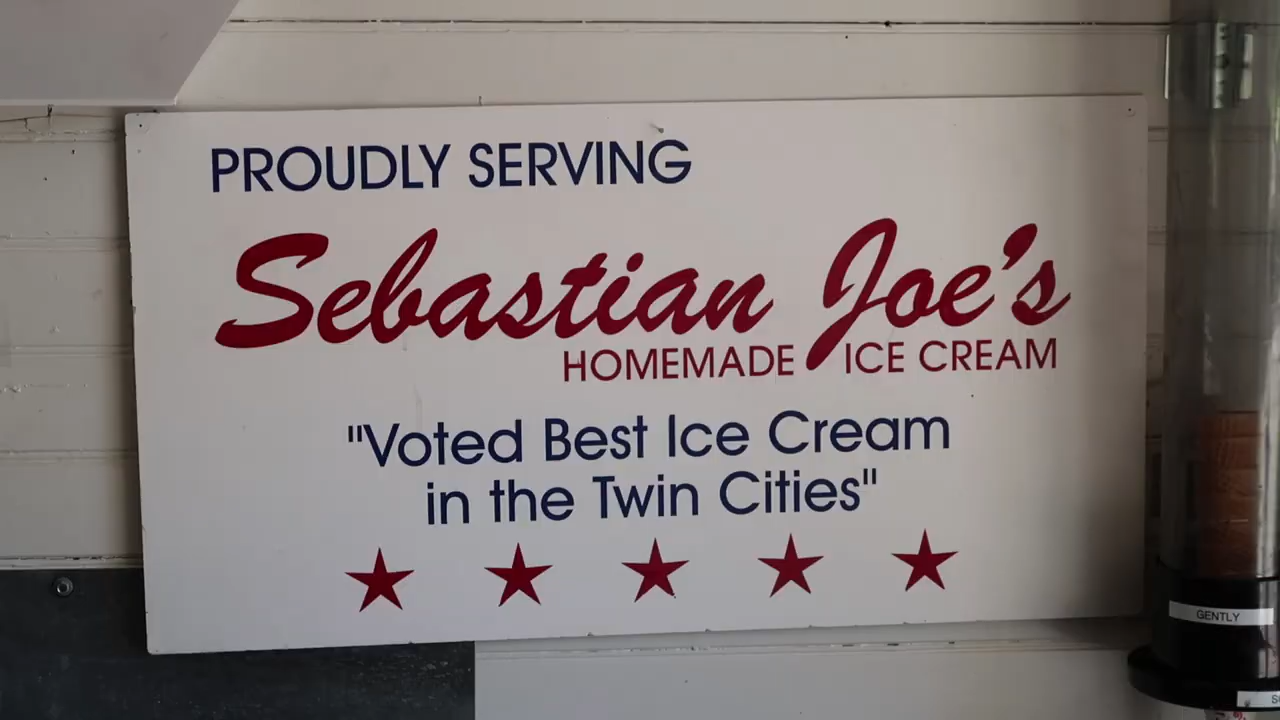 PROUDLY SERVING
Sebastian Joe's
HOMEMADE ICE CREAM
"Voted Best Ice Cream
in the Twin Cities"
GENTLY